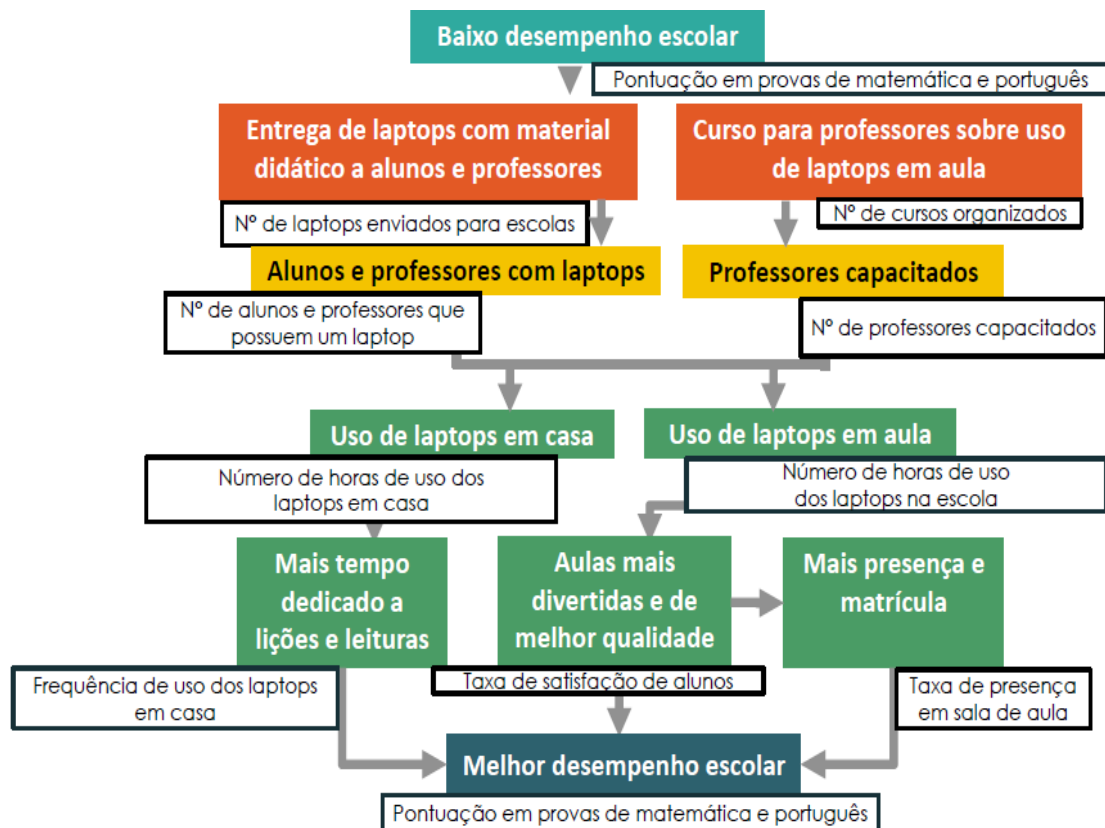 Baixo desempenho escolar
Pontuação em provas de matemática e português
Entrega de laptops com material
didático a alunos e professores
Curso para professores sobre uso
de laptops em aula
Nº de laptops enviados para escolas
Nº de cursos organizados
Alunos e professores com laptops
Professores capacitados
Nº de alunos e professores que
possuem um laptop
Nº de professores capacitados
Uso de laptops em casa
Uso de laptops em aula
Número de horas de uso dos
laptops em casa
Número de horas de uso
dos laptops na escola
Mais tempo
dedicado a
lições e leituras
Aulas mais
divertidas e de
melhor qualidade
Mais presença e
matrícula
Frequência de uso dos laptops
em casa
Taxa de satisfação de alunos
Taxa de presença
em sala de aula
Melhor desempenho escolar
Pontuação em provas de matemática e português